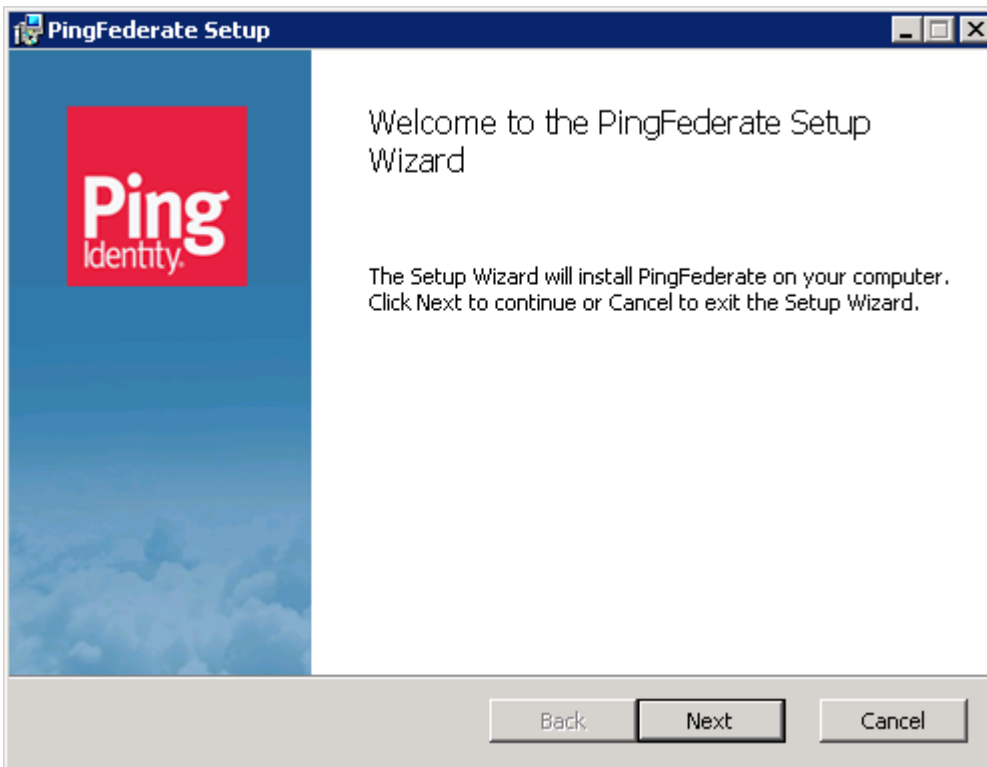 PingFederate Setup
Ping
Identity.
Welcome to the PingFederate Setup
Wizard
The Setup Wizard will install PingFederate on your computer.
Click Next to continue or Cancel to exit the Setup Wizard.
Back
Next
Cancel